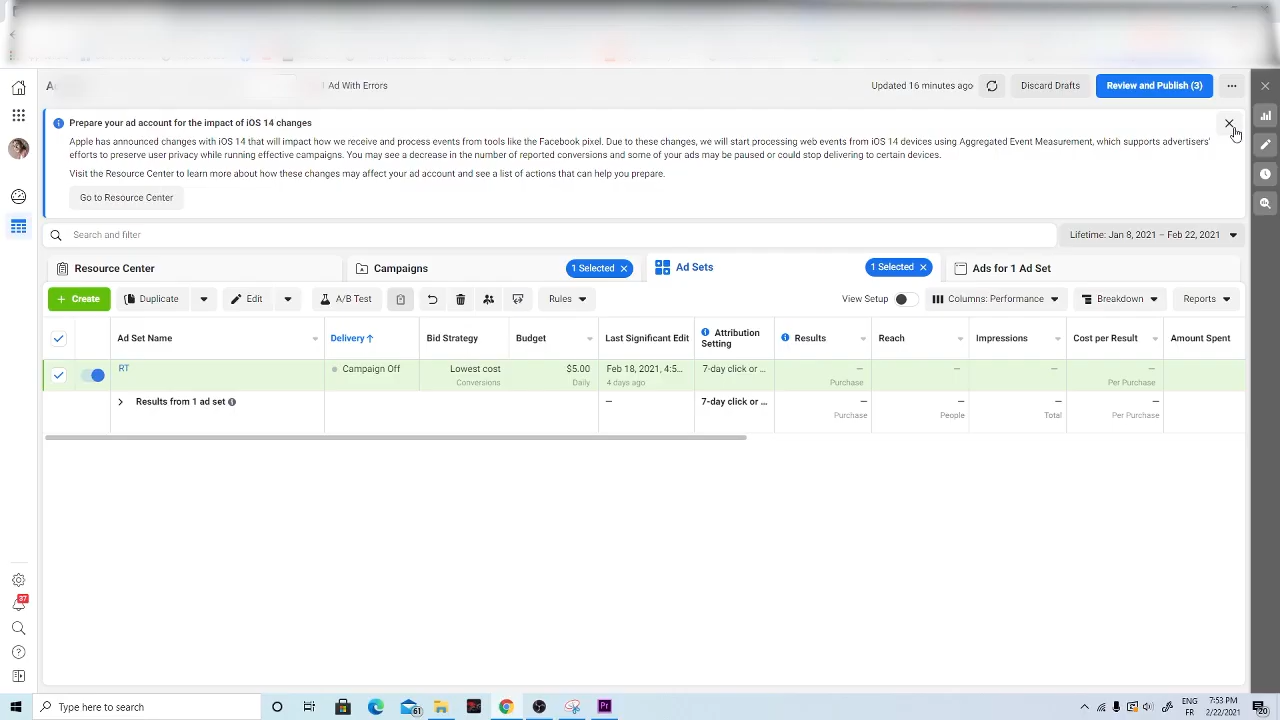 Ad With Errors
Updated 16 minutes ago
Discard Drafts
Review and Publish (3)
Prepare your ad account for the impact of iOS 14 changes
Apple has announced changes with iOS 14 that will impact how we receive and process events from tools like the Facebook pixel. Due to these changes, we will start processing web events from iOS 14 devices using Aggregated Event Measurement, which supports advertisers'
efforts to preserve user privacy while running effective campaigns. You may see a decrease in the number of reported conversions and some of your ads may be paused or could stop delivering to certain devices.
Visit the Resource Center to learn more about how these changes may affect your ad account and see a list of actions that can help you prepare.
Go to Resource Center
Search and filter
Lifetime: Jan 8, 2021 – Feb 22, 2021
Resource Center
Campaigns
1 Selected
Ad Sets
1 Selected
Ads for 1 Ad Set
+ Create
Duplicate
Edit
A/B Test
Rules
View Setup
Columns: Performance
Breakdown
Reports
Ad Set Name
Delivery ↑
Bid Strategy
Budget
Last Significant Edit
Attribution
Setting
Results
Reach
Impressions
Cost per Result
Amount Spent
RT
Campaign Off
Lowest cost
Conversions
$5.00
Daily
Feb 18, 2021, 4:5...
4 days ago
7-day click or ...
—
Purchase
—
—
—
Per Purchase
Results from 1 ad set
—
7-day click or ...
—
Purchase
—
People
—
Total
—
Per Purchase
37
Type here to search
61
Pr
ENG
FR
7:53 PM
2/22/2021
20